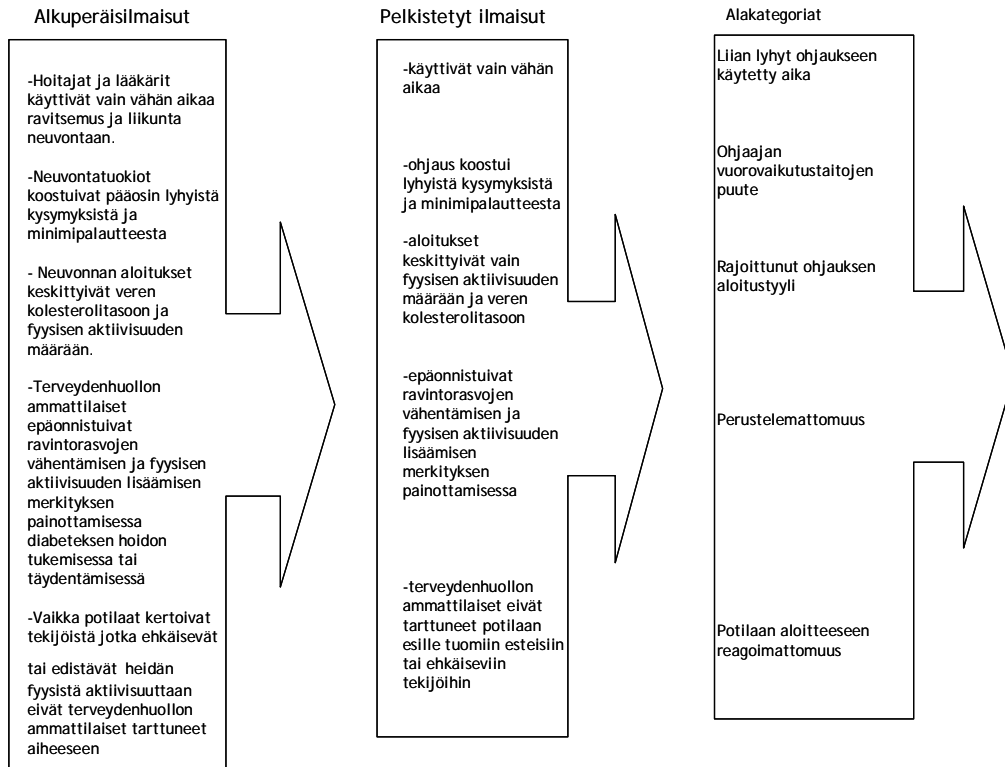 Alkuperäisilmaisut
-Hoitajat ja lääkärit
käyttivät vain vähän aikaa
ravitsemus ja liikunta
neuvontaan.
-Neuvontatuokiot
koostuivat pääosin lyhyistä
kysymyksistä ja
minimipalautteesta
- Neuvonnan aloitukset
keskittyivät veren
kolesterolitasoon ja
fyysisen aktiivisuuden
määrään.
-Terveydenhuollon
ammattilaiset
epäonnistuivat
ravintorasvojen
vähentämisen ja fyysisen
aktiivisuuden lisäämisen
merkityksen
painottamisessa
diabeteksen hoidon
tukemisessa tai
täydentämisessä
-Vaikka potilaat kertoivat
tekijöistä jotka ehkäisevät
tai edistävät heidän
fyysistä aktiivisuuttaan
eivät terveydenhuollon
ammattilaiset tarttuneet
aiheeseen
Pelkistetyt ilmaisut
-käyttivät vain vähän
aikaa
-ohjaus koostui
lyhyistä kysymyksistä
ja minimipalautteesta
-aloitukset
keskittyivät vain
fyysisen aktiivisuuden
määrään ja veren
kolesterolitasoon
-epäonnistuivat
ravintorasvojen
vähentämisen ja
fyysisen aktiivisuuden
lisäämisen
merkityksen
painottamisessa
-terveydenhuollon
ammattilaiset eivät
tarttuneet potilaan
esille tuomiin esteisiin
tai ehkäiseviin
tekijöihin
Alakategoriat
Liian lyhyt ohjaukseen
käytetty aika
Ohjaajan
vuorovaikutustaitojen
puute
Rajoittunut ohjauksen
aloitustyyli
Perustelemattomuus
Potilaan aloitteeseen
reagoimattomuus